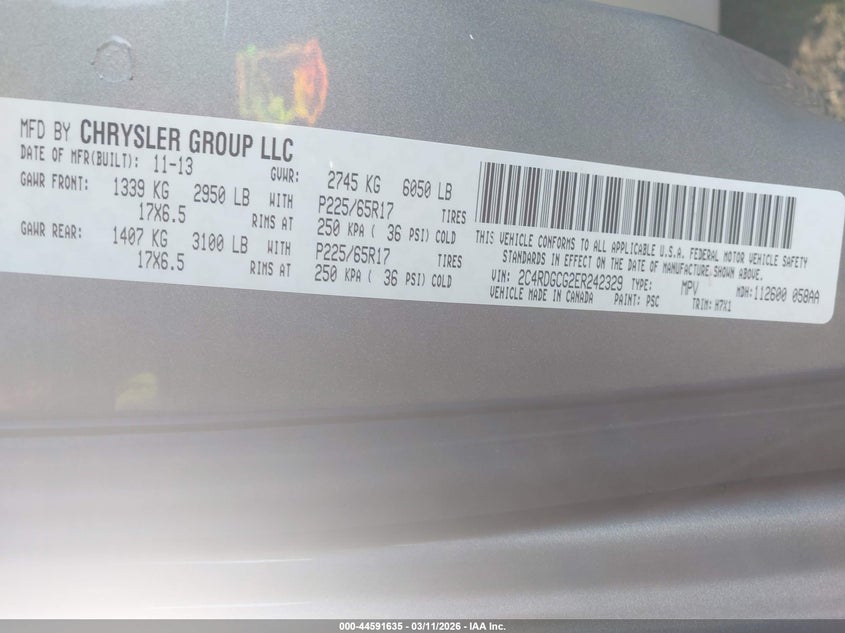 MFD BY CHRYSLER GROUP LLC
DATE OF MFR(BUILT): 11-13 GVWR: 2745 KG 6050 LB
GAWR FRONT: 1339 KG 2950 LB WITH P225/65R17 TIRES
17X6.5 RIMS AT 250 KPA ( 36 PSI) COLD
GAWR REAR: 1407 KG 3100 LB WITH P225/65R17 TIRES
17X6.5 RIMS AT 250 KPA ( 36 PSI) COLD
THIS VEHICLE CONFORMS TO ALL APPLICABLE U.S.A. FEDERAL MOTOR VEHICLE SAFETY
STANDARDS IN EFFECT ON THE DATE OF MANUFACTURE SHOWN ABOVE.
VIN: 2C4RDGCG2ER242329 TYPE: MPV MDH: 112600 058AA
VEHICLE MADE IN CANADA PAINT: PSC TRIM: H7X1
000-44591635 - 03/11/2026 - IAA Inc.